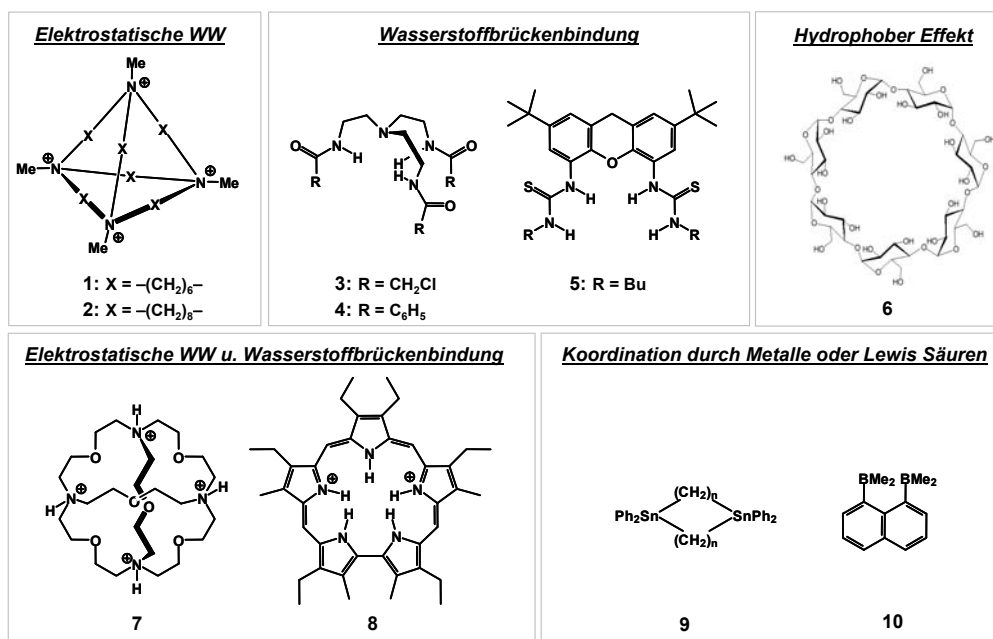 Elektrostatische WW
Me
N
⊕
X
X
X
Me
N
⊕
X
N
⊕
Me
X
X
N
⊕
Me
1: X = –(CH2)6–
2: X = –(CH2)8–
Wasserstoffbrückenbindung
O
N
H
R
N
H
N
O
R
H
N
O
R
3: R = CH2Cl
4: R = C6H5
O
S
N
H
N
H
R
N
H
S
N
H
R
5: R = Bu
Hydrophober Effekt
OH
HO
O
6
Elektrostatische WW u. Wasserstoffbrückenbindung
H
N
⊕
O
O
H
N
⊕
O
O
N
⊕
H
O
O
N
⊕
H
7
N
H
N
⊕
H
N
⊕
H
H
N
H
N
8
Koordination durch Metalle oder Lewis Säuren
(CH2)n
Ph2Sn
SnPh2
(CH2)n
9
BMe2 BMe2
10